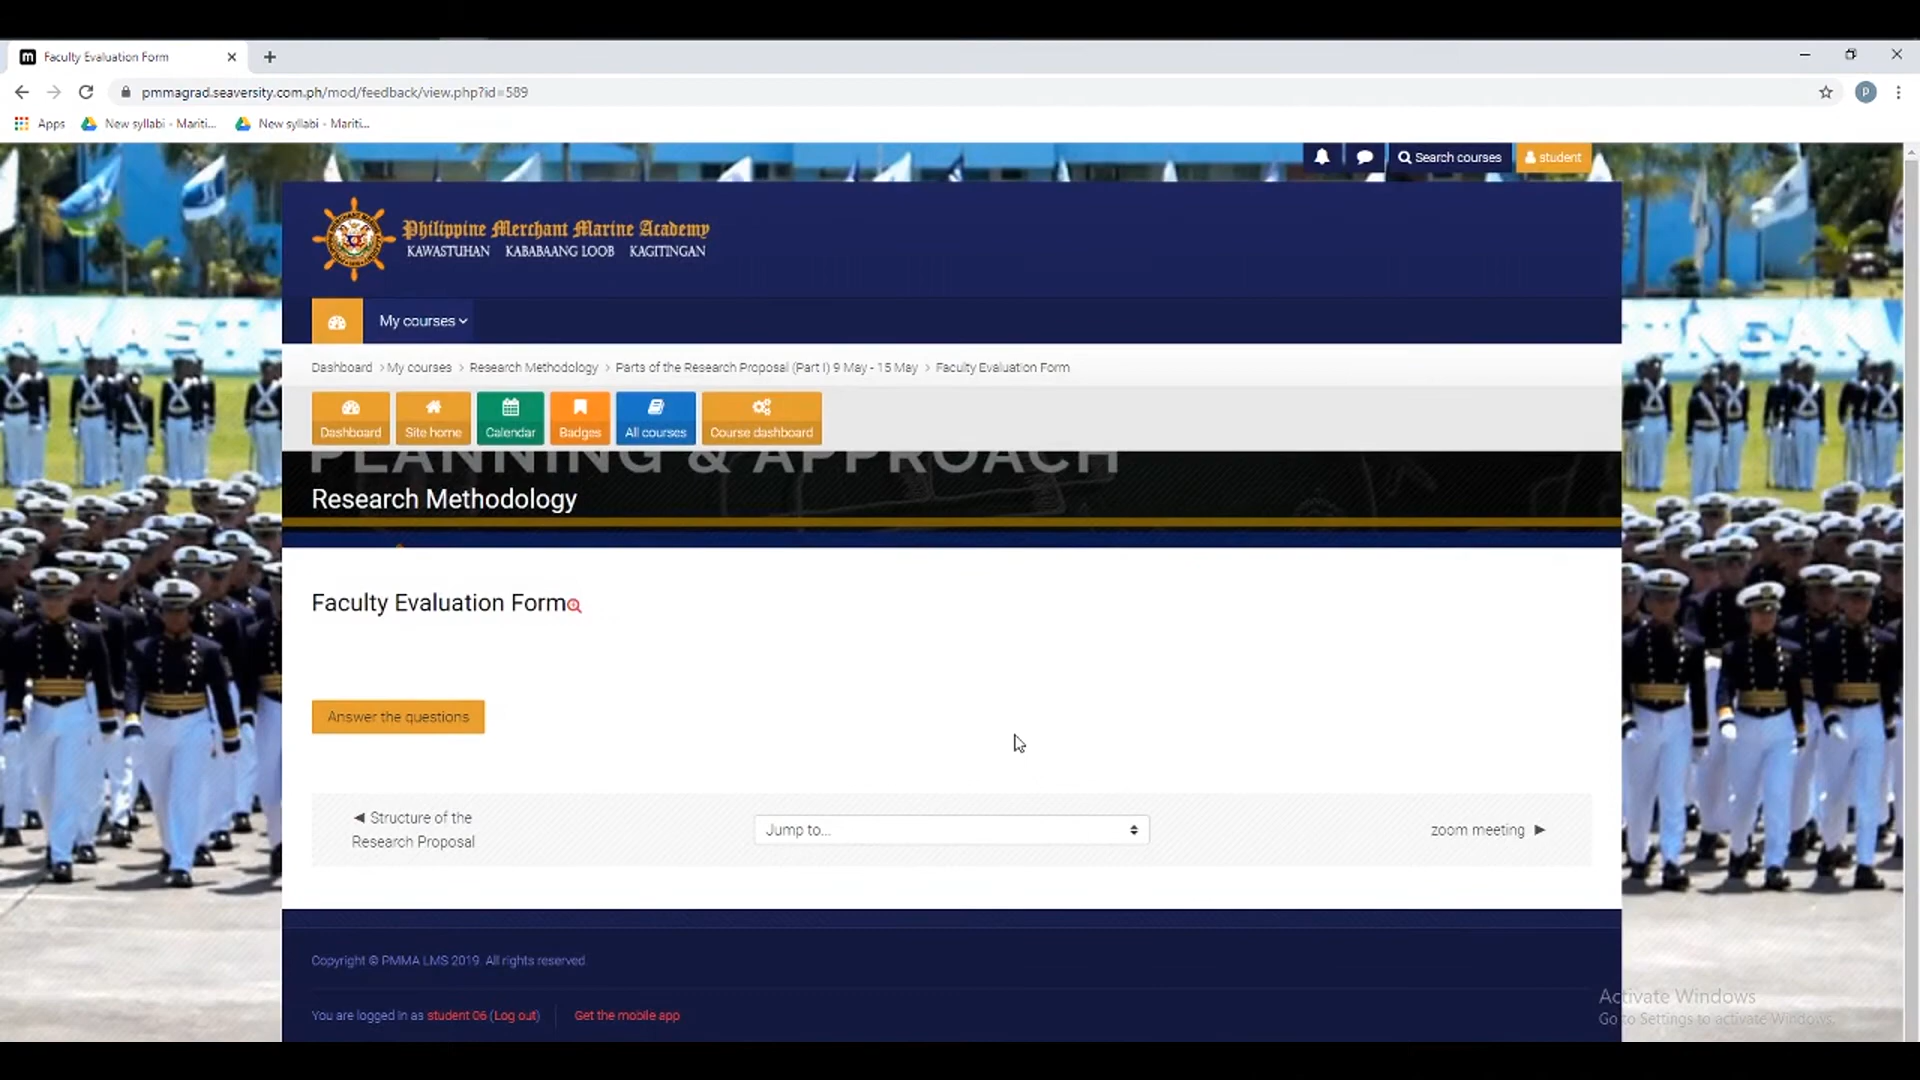 Faculty Evaluation Form
pmmagrad.seaversity.com.ph/mod/feedback/view.php?id=589
P
Apps
New syllabi - Mariti...
New syllabi - Mariti...
Search courses
student
Philippine Merchant Marine Academy
KAWASTUHAN KABABAANG LOOB KAGITINGAN
My courses
Dashboard > My courses > Research Methodology > Parts of the Research Proposal (Part I) 9 May - 15 May > Faculty Evaluation Form
Dashboard
Site home
Calendar
Badges
All courses
Course dashboard
PLANNING & APPROACH
Research Methodology
Faculty Evaluation Form
Answer the questions
◄ Structure of the
Research Proposal
Jump to...
zoom meeting ►
Copyright © PMMA LMS 2019. All rights reserved
You are logged in as student 06 (Log out)
Get the mobile app
Activate Windows
Go to Settings to activate Windows.